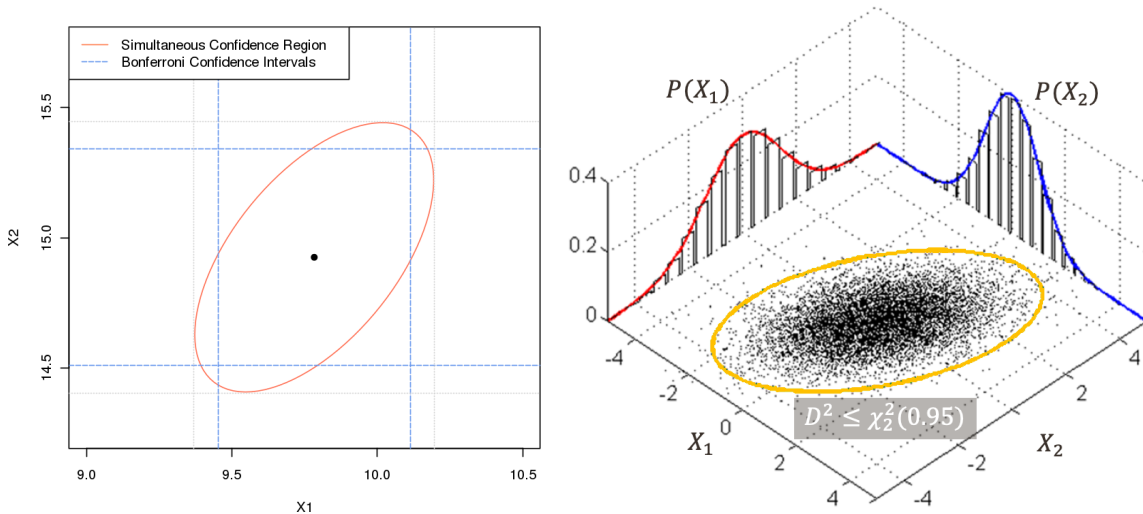 Simultaneous Confidence Region
Bonferroni Confidence Intervals
15.5
15.0
14.5
X2
9.0 9.5 10.0 10.5
X1
P(X₁)
P(X₂)
0.4
0.2
0
-4
-2
0
2
4
X₁
4
2
0
-2
-4
X₂
D² ≤ χ₂²(0.95)